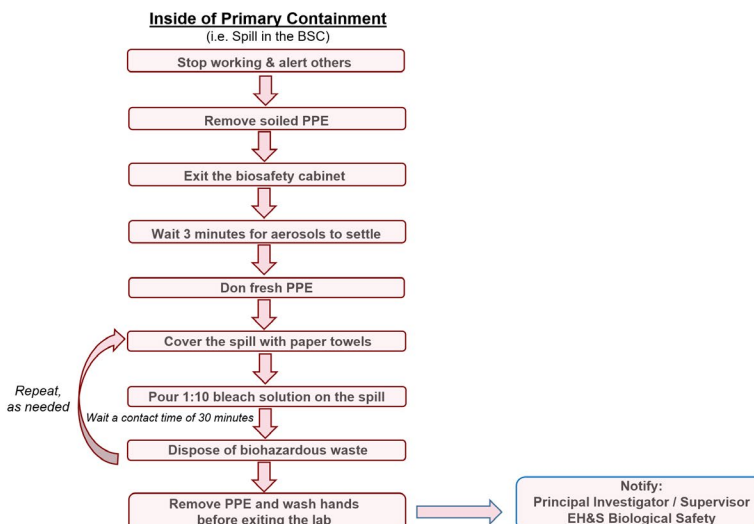 Inside of Primary Containment
(i.e. Spill in the BSC)
Stop working & alert others
Remove soiled PPE
Exit the biosafety cabinet
Wait 3 minutes for aerosols to settle
Don fresh PPE
Cover the spill with paper towels
Repeat,
as needed
Pour 1:10 bleach solution on the spill
Wait a contact time of 30 minutes
Dispose of biohazardous waste
Remove PPE and wash hands
before exiting the lab
Notify:
Principal Investigator / Supervisor
EH&S Biological Safety